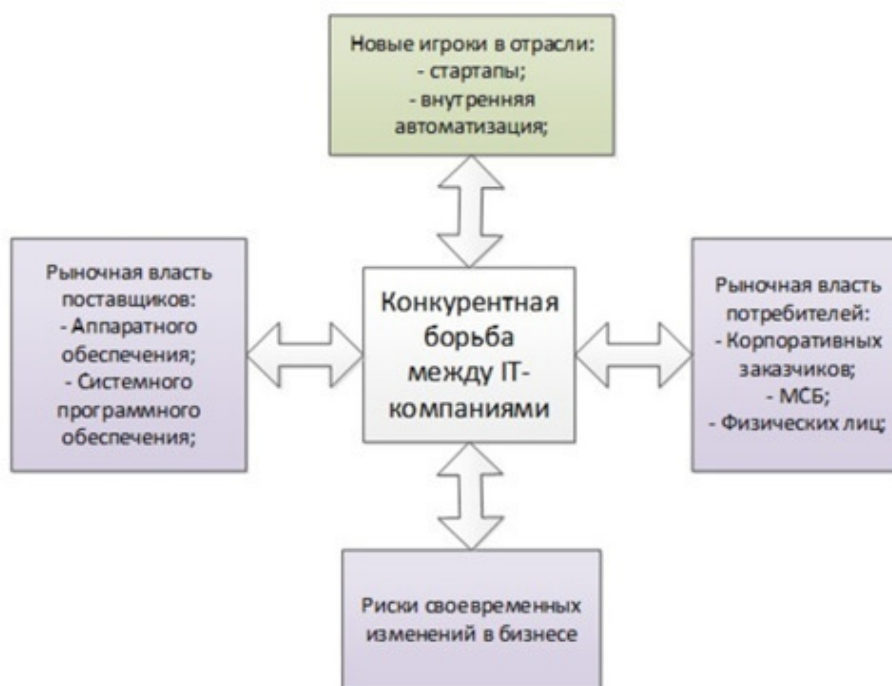 Новые игроки в отрасли:
- стартапы;
- внутренняя
автоматизация;
Рыночная власть
поставщиков:
- Аппаратного
обеспечения;
- Системного
программного
обеспечения;
Конкурентная
борьба
между IT-
компаниями
Рыночная власть
потребителей:
- Корпоративных
заказчиков;
- МСБ;
- Физических лиц;
Риски своевременных
изменений в бизнесе